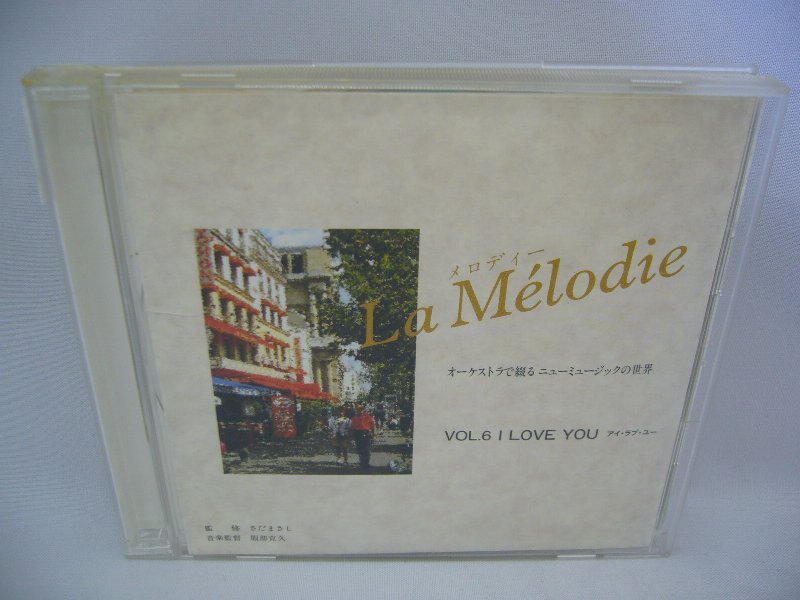 メロディー
La Mélodie
オーケストラで綴る ニューミュージックの世界
VOL.6 I LOVE YOU アイ・ラブ・ユー
監 修 さだまさし
音楽監督 服部克久